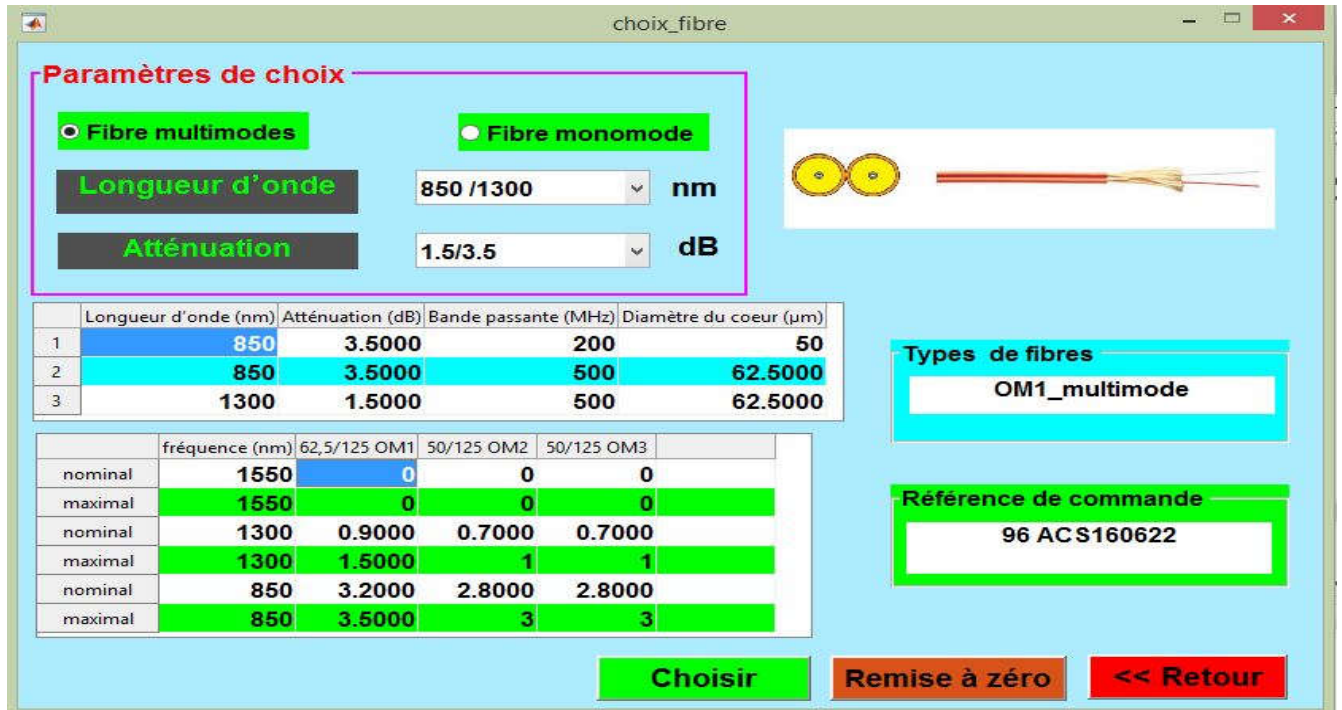 choix_fibre
Paramètres de choix
Fibre multimodes Fibre monomode
Longueur d'onde 850 /1300 nm
Atténuation 1.5/3.5 dB
Longueur d'onde (nm) Atténuation (dB) Bande passante (MHz) Diamètre du coeur (µm)
1 850 3.5000 200 50
2 850 3.5000 500 62.5000
3 1300 1.5000 500 62.5000
Types de fibres
OM1_multimode
fréquence (nm) 62,5/125 OM1 50/125 OM2 50/125 OM3
nominal 1550 0 0 0
maximal 1550 0 0 0
nominal 1300 0.9000 0.7000 0.7000
maximal 1300 1.5000 1 1
nominal 850 3.2000 2.8000 2.8000
maximal 850 3.5000 3 3
Référence de commande
96 ACS160622
Choisir Remise à zéro << Retour